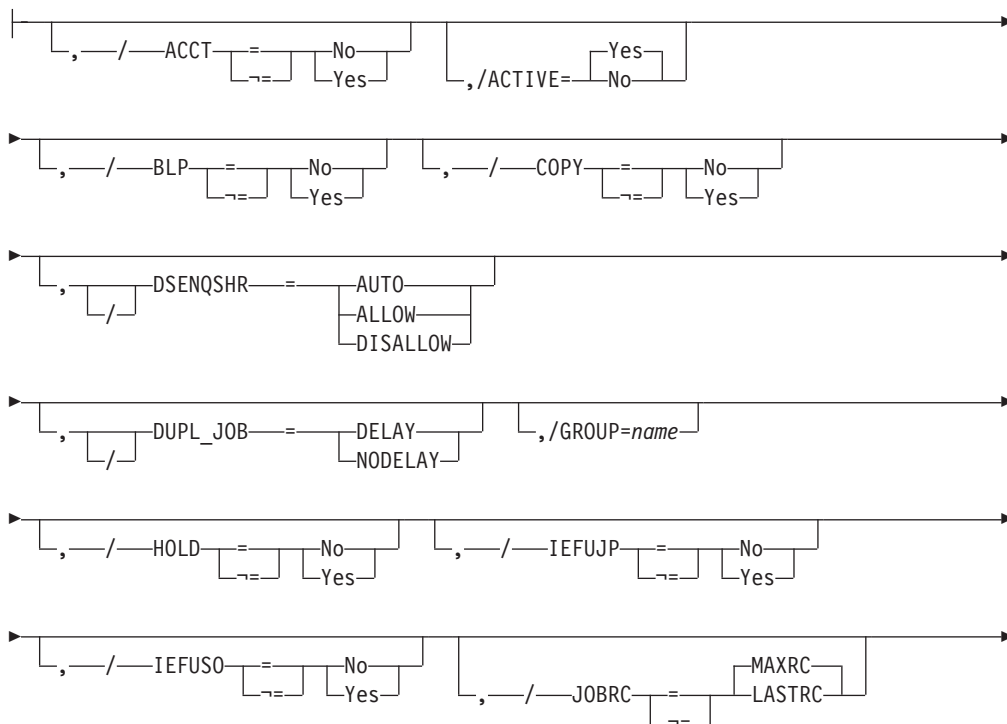 , / ACCT = No ,/ACTIVE= Yes
¬= Yes No
, / BLP = No , / COPY = No
¬= Yes ¬= Yes
, DSENQSHR = AUTO
/ ALLOW
DISALLOW
, DUPL_JOB = DELAY ,/GROUP=name
/ NODELAY
, / HOLD = No , / IEFUJP = No
¬= Yes ¬= Yes
, / IEFUSO = No MAXRC
¬= Yes , / JOBRC = LASTRC
¬=